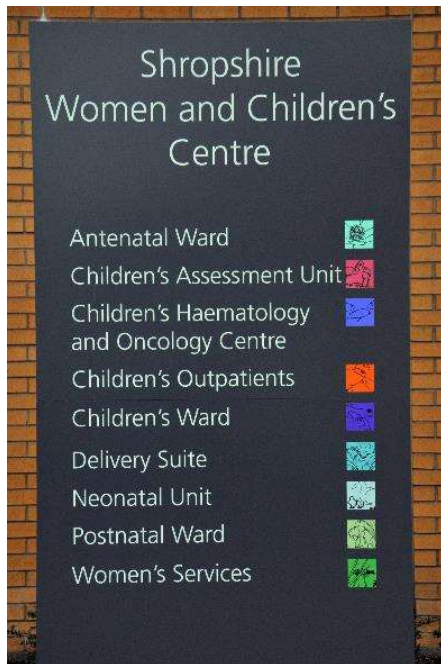 Shropshire
Women and Children's
Centre
Antenatal Ward
Children's Assessment Unit
Children's Haematology
and Oncology Centre
Children's Outpatients
Children's Ward
Delivery Suite
Neonatal Unit
Postnatal Ward
Women's Services